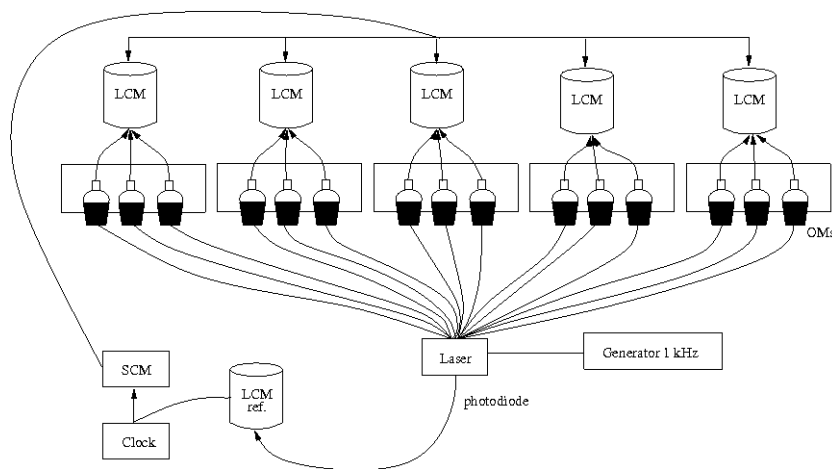 LCM
LCM
LCM
LCM
LCM
OMs
Laser
Generator 1 kHz
SCM
LCM
ref.
photodiode
Clock